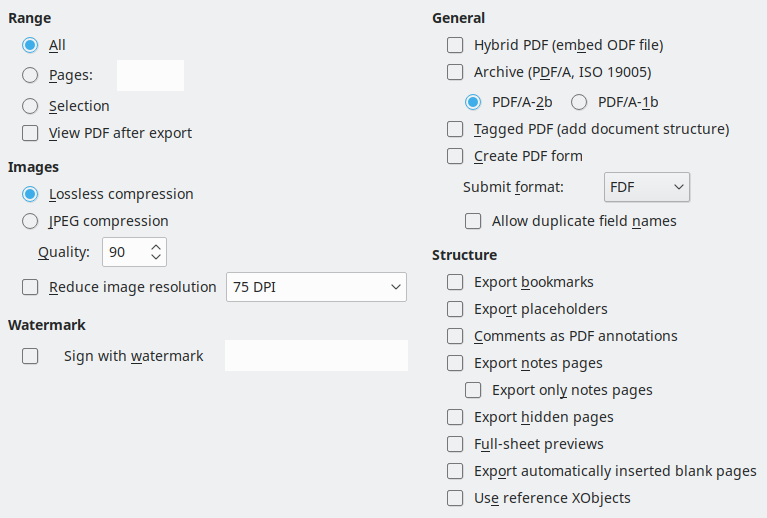 Range
All
Pages:
Selection
View PDF after export
Images
Lossless compression
JPEG compression
Quality: 90
Reduce image resolution 75 DPI
Watermark
Sign with watermark
General
Hybrid PDF (embed ODF file)
Archive (PDF/A, ISO 19005)
PDF/A-2b PDF/A-1b
Tagged PDF (add document structure)
Create PDF form
Submit format: FDF
Allow duplicate field names
Structure
Export bookmarks
Export placeholders
Comments as PDF annotations
Export notes pages
Export only notes pages
Export hidden pages
Full-sheet previews
Export automatically inserted blank pages
Use reference XObjects